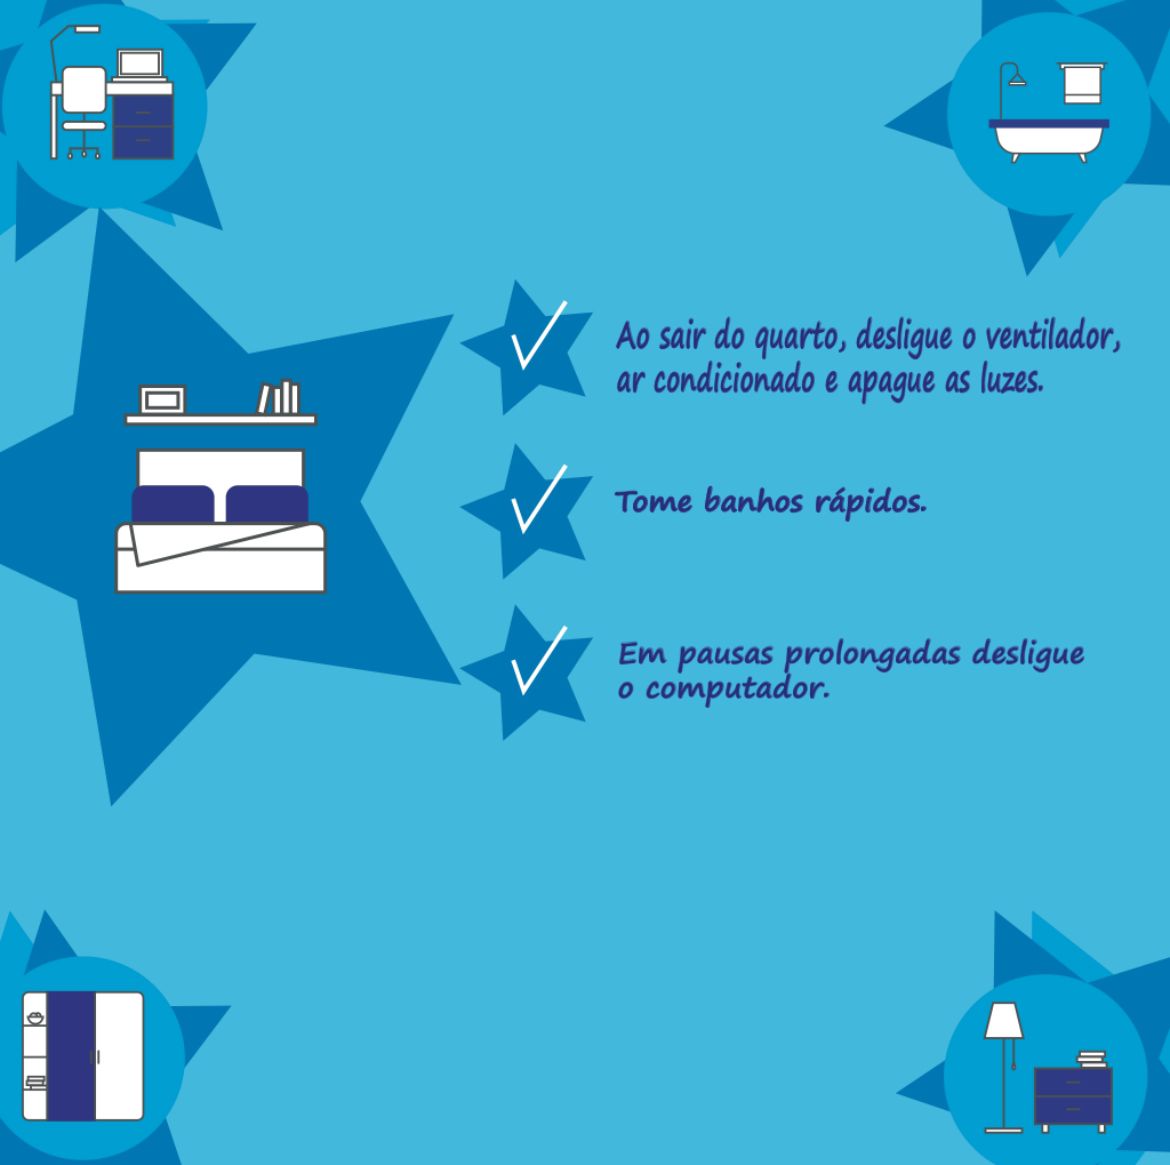 Ao sair do quarto, desligue o ventilador,
ar condicionado e apague as luzes.
Tome banhos rápidos.
Em pausas prolongadas desligue
o computador.